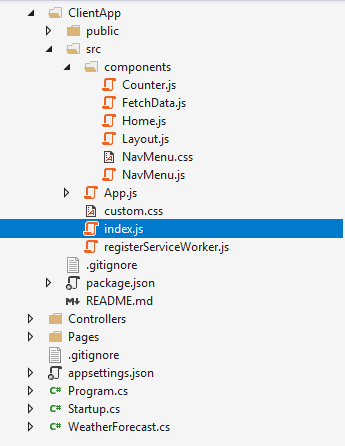 ClientApp
public
src
components
Counter.js
FetchData.js
Home.js
Layout.js
NavMenu.css
NavMenu.js
App.js
custom.css
index.js
registerServiceWorker.js
.gitignore
package.json
README.md
Controllers
Pages
.gitignore
appsettings.json
C# Program.cs
C# Startup.cs
C# WeatherForecast.cs